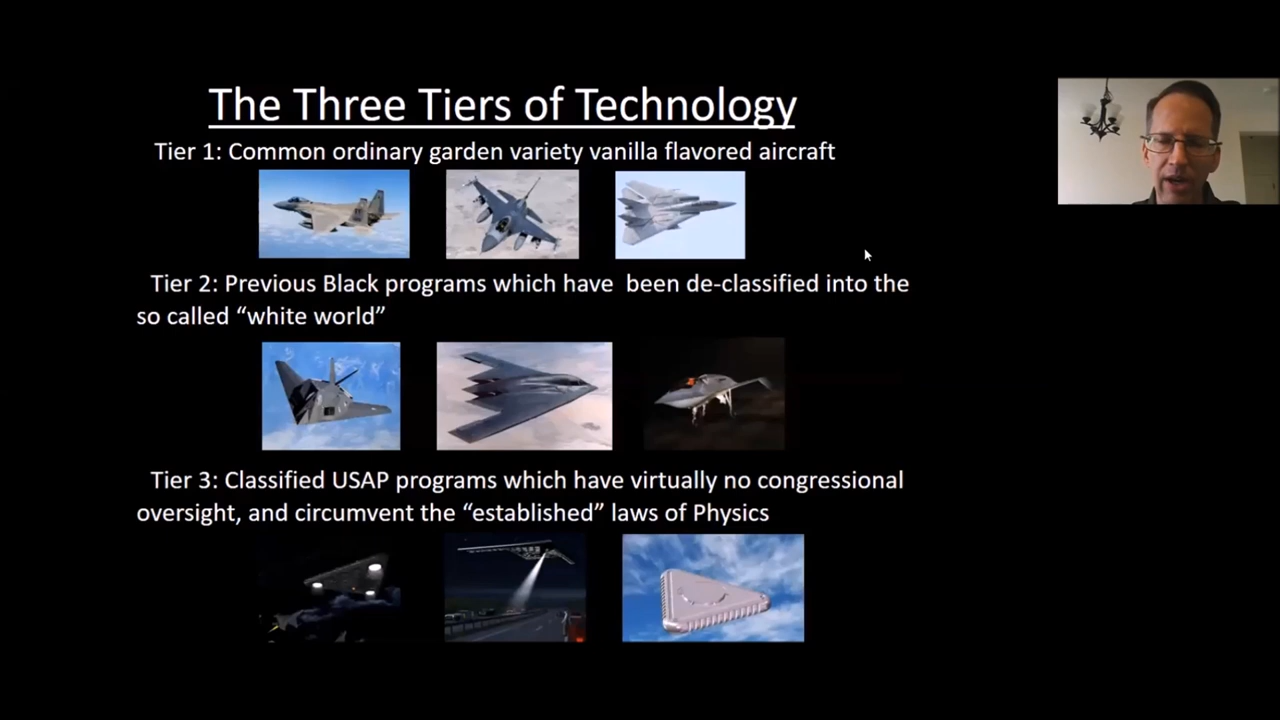 The Three Tiers of Technology
Tier 1: Common ordinary garden variety vanilla flavored aircraft
Tier 2: Previous Black programs which have been de-classified into the
so called “white world”
Tier 3: Classified USAP programs which have virtually no congressional
oversight, and circumvent the “established” laws of Physics